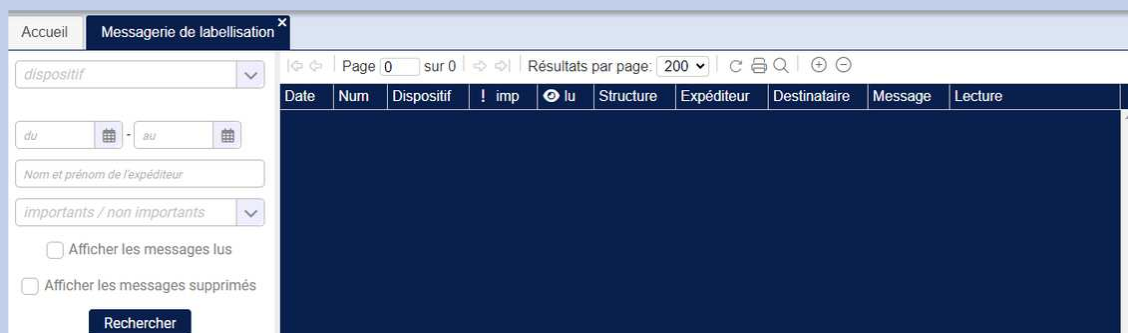 Accueil Messagerie de labellisation
dispositif
Page 0 sur 0 Résultats par page: 200
Date Num Dispositif ! imp lu Structure Expéditeur Destinataire Message Lecture
du - au
Nom et prénom de l'expéditeur
importants / non importants
Afficher les messages lus
Afficher les messages supprimés
Rechercher